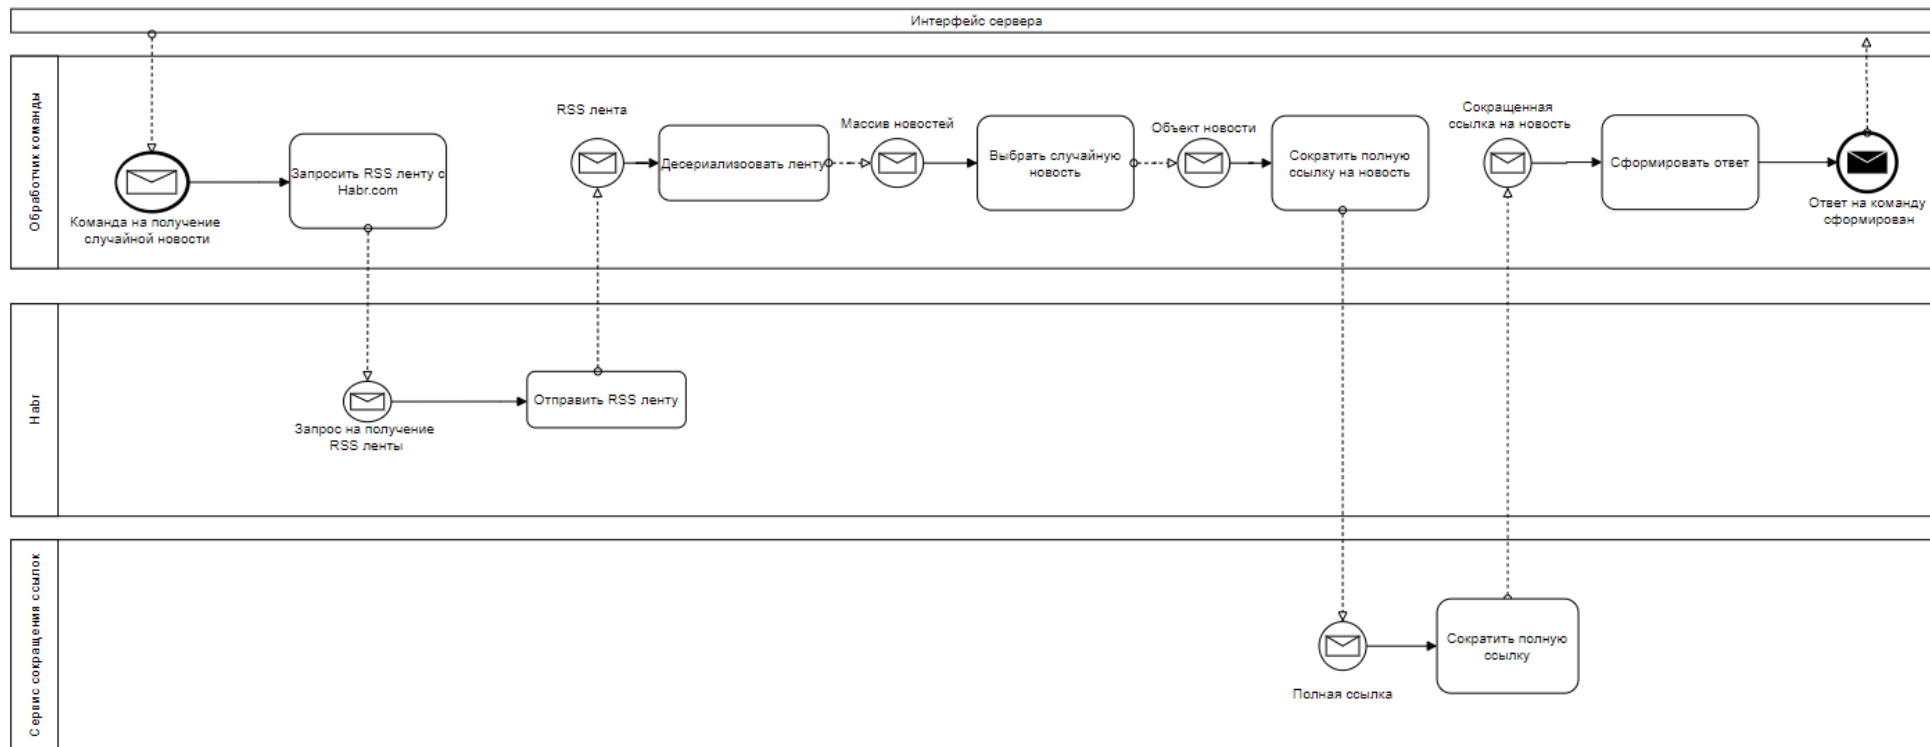 Интерфейс сервера
Обработчик команды
Команда на получение
случайной новости
Запросить RSS ленту с
Habr.com
RSS лента
Десериализоовать ленту
Массив новостей
Выбрать случайную
новость
Объект новости
Сократить полную
ссылку на новость
Сокращенная
ссылка на новость
Сформировать ответ
Ответ на команду
сформирован
Habr
Запрос на получение
RSS ленты
Отправить RSS ленту
Сервис сокращения ссылок
Полная ссылка
Сократить полную
ссылку